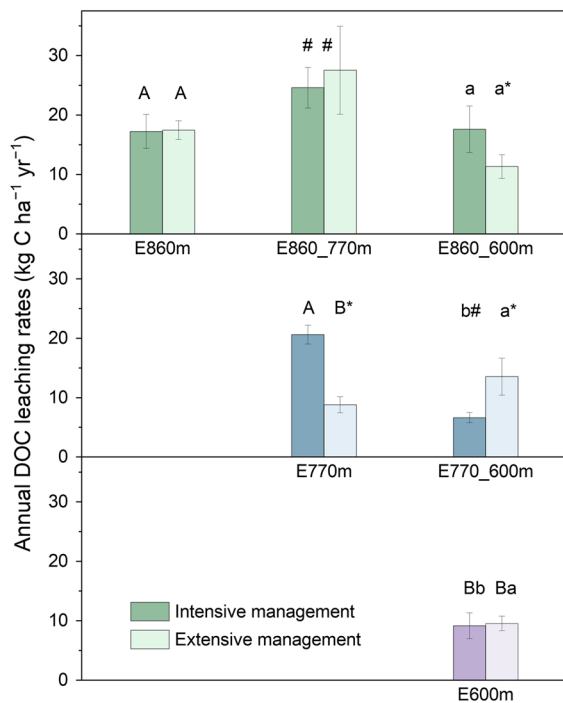 Annual DOC leaching rates (kg C ha⁻¹ yr⁻¹)
30
20
10
0
A A
# #
a a*
E860m E860_770m E860_600m
30
20
10
0
A B*
b# a*
E770m E770_600m
30
20
10
0
Bb Ba
Intensive management
Extensive management
E600m